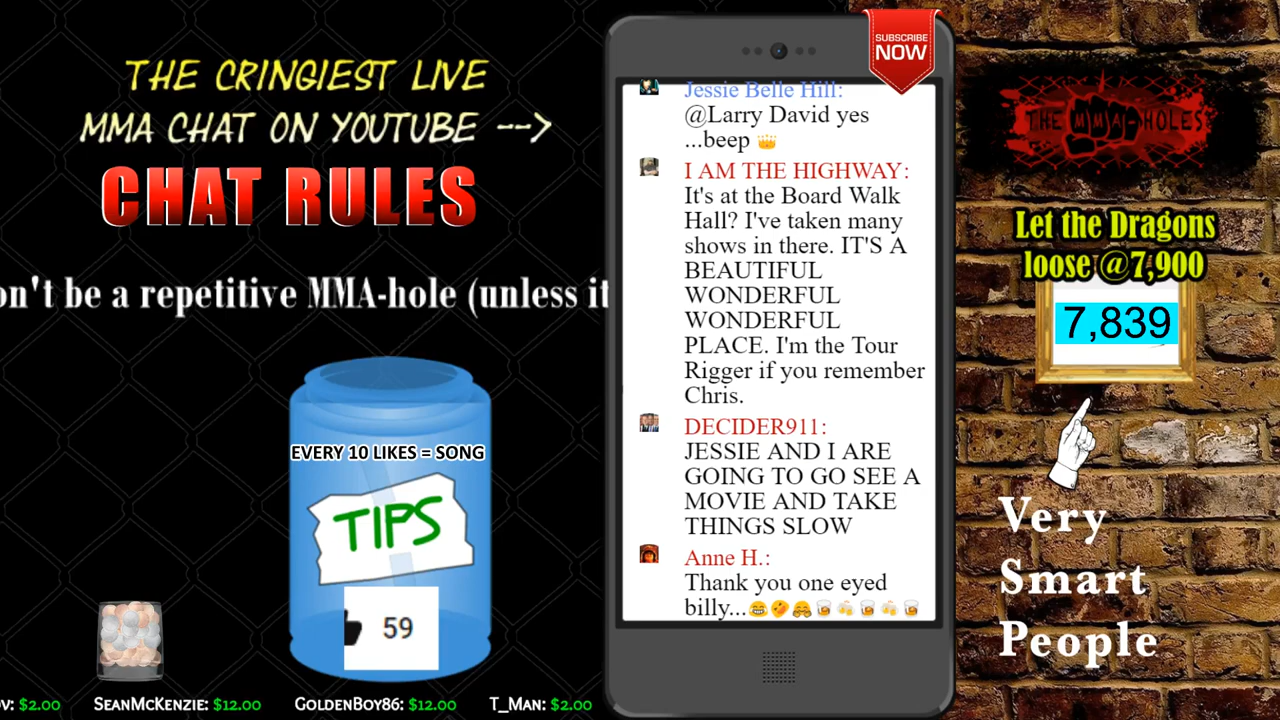 THE CRINGIEST LIVE
MMA CHAT ON YOUTUBE -->
CHAT RULES
on't be a repetitive MMA-hole (unless it
EVERY 10 LIKES = SONG
TIPS
59
ov: $2.00 SeanMcKenzie: $12.00 GoldenBoy86: $12.00 T_Man: $2.00
SUBSCRIBE
NOW
Jessie Belle Hill:
@Larry David yes
...beep 👑
I AM THE HIGHWAY:
It's at the Board Walk
Hall? I've taken many
shows in there. IT'S A
BEAUTIFUL
WONDERFUL
WONDERFUL
PLACE. I'm the Tour
Rigger if you remember
Chris.
DECIDER911:
JESSIE AND I ARE
GOING TO GO SEE A
MOVIE AND TAKE
THINGS SLOW
Anne H.:
Thank you one eyed
billy...😂🤣🤗🥃🍻🥃🍻🥃
THE MMA-HOLES
Let the Dragons
loose @7,900
7,839
Very
Smart
People